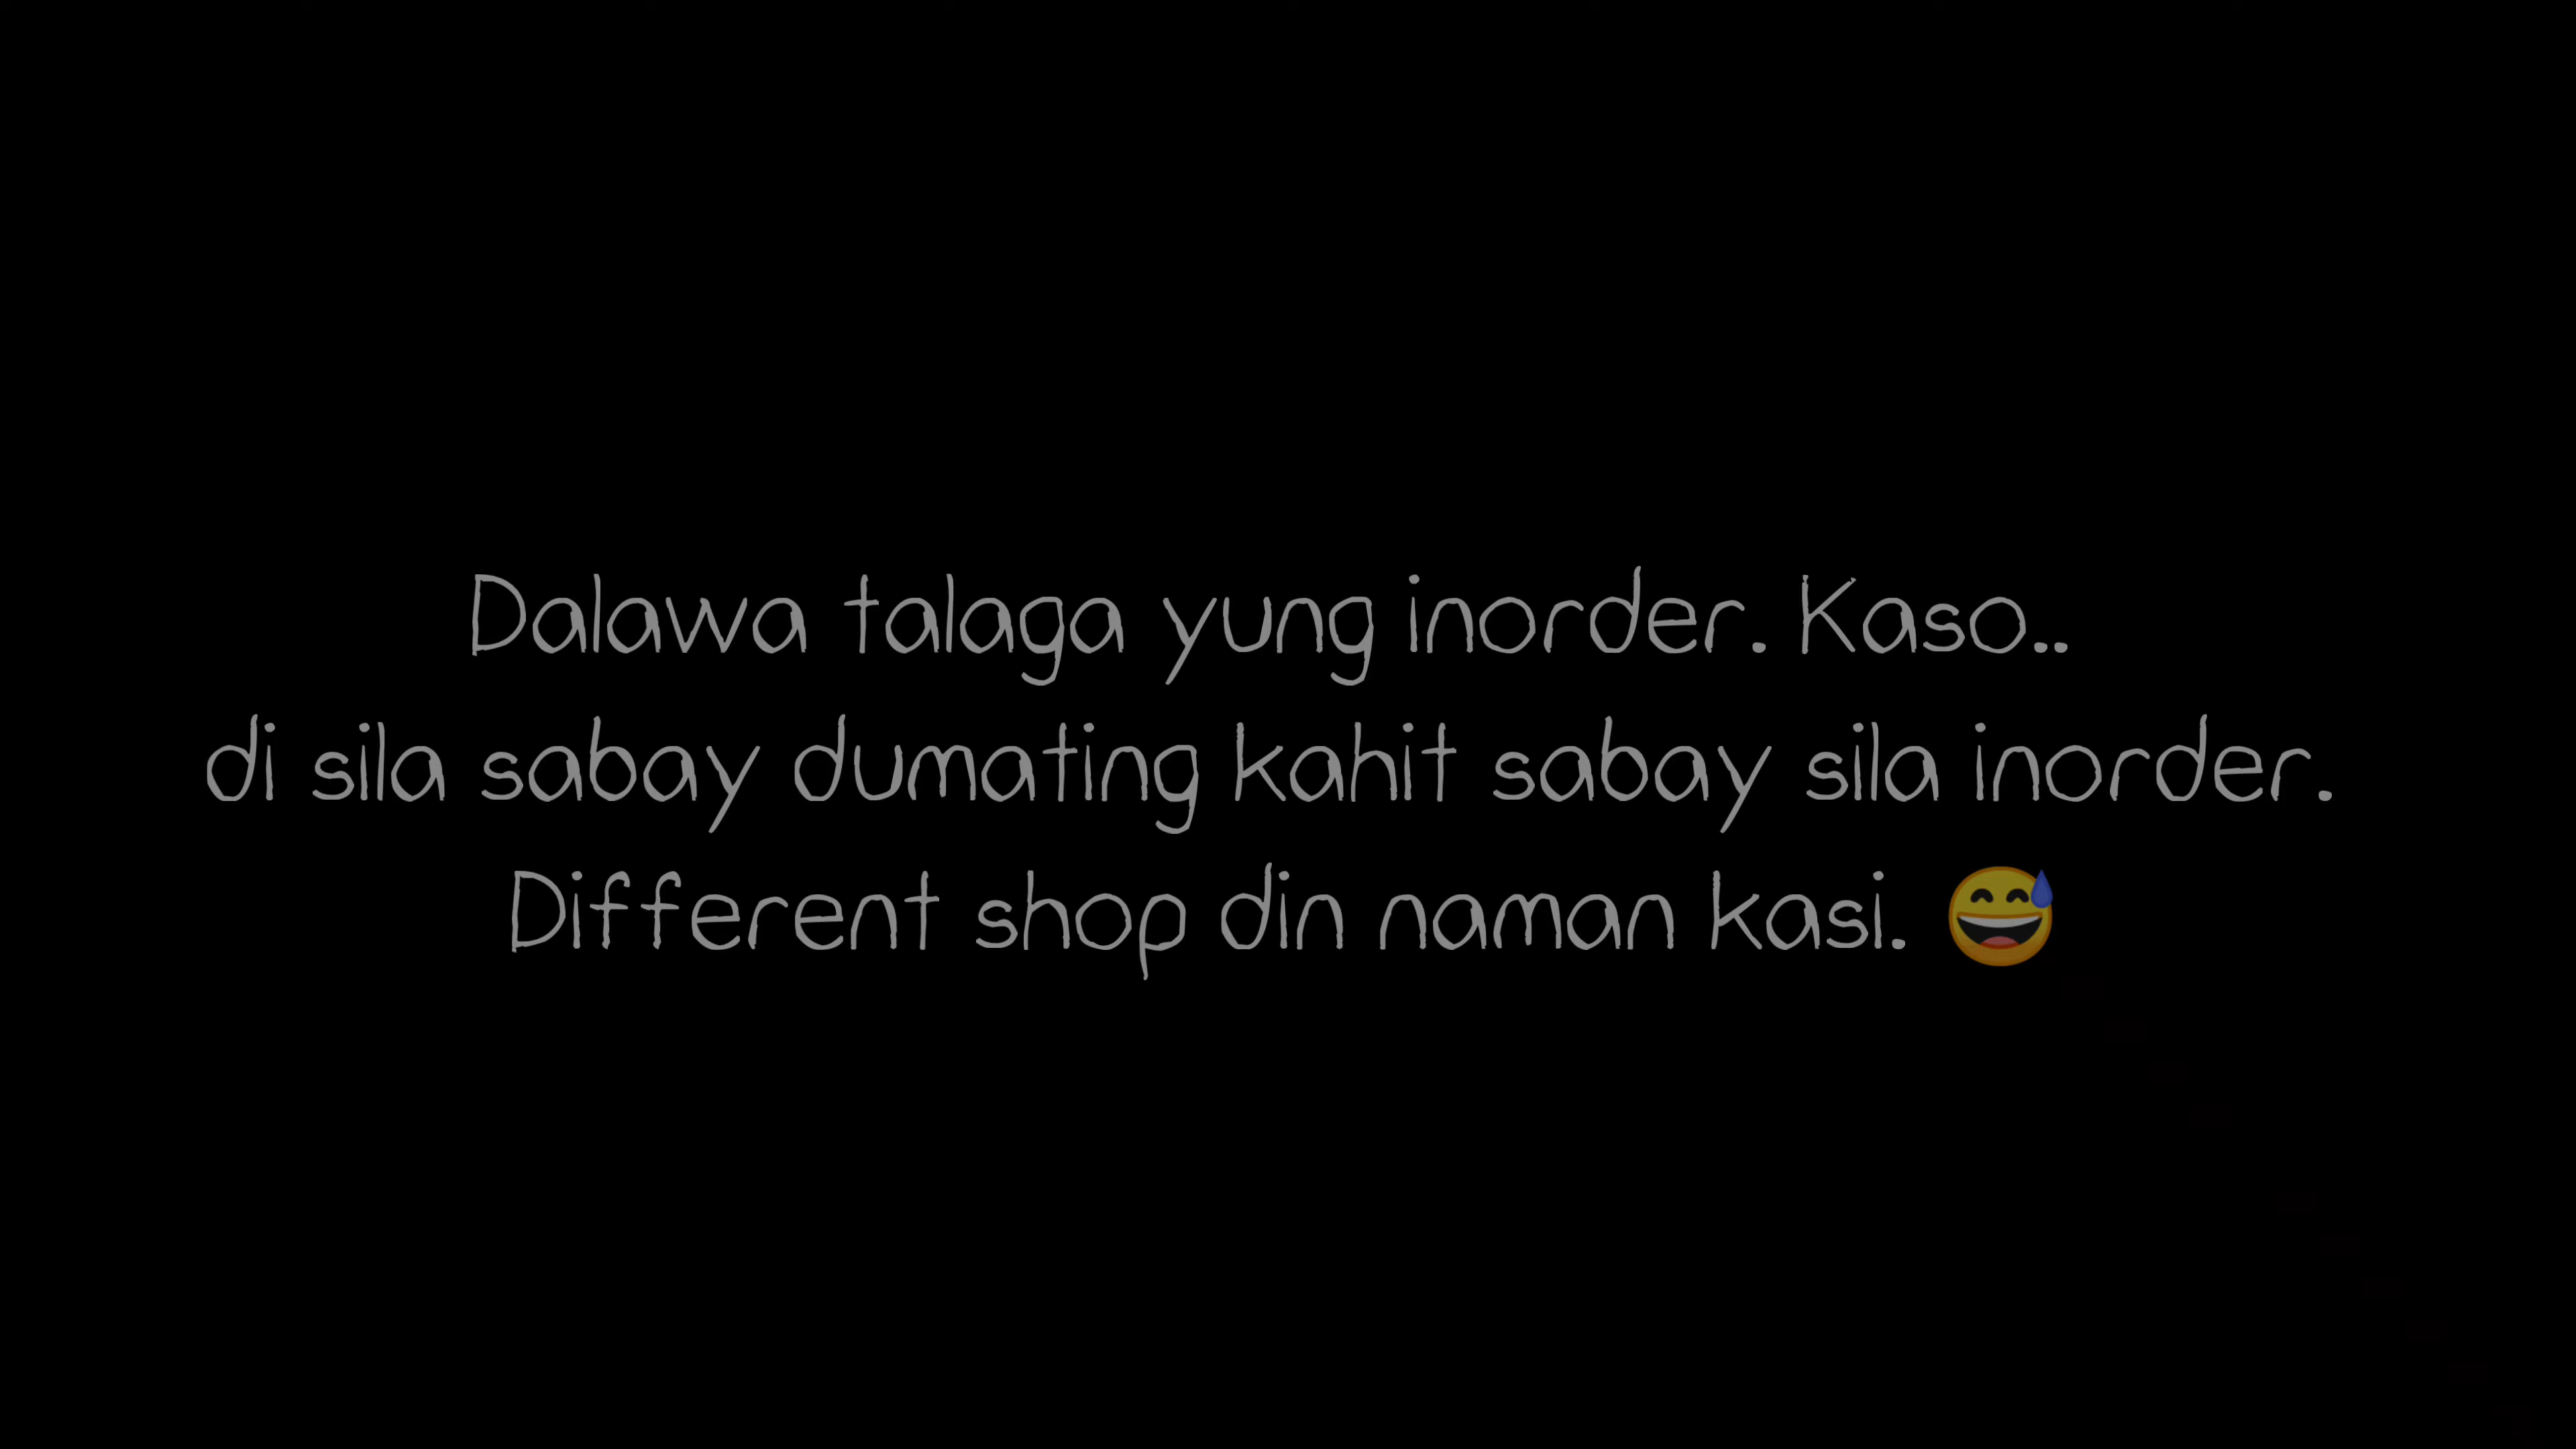 Dalawa talaga yung inorder. Kaso..
di sila sabay dumating kahit sabay sila inorder.
Different shop din naman kasi. 😅